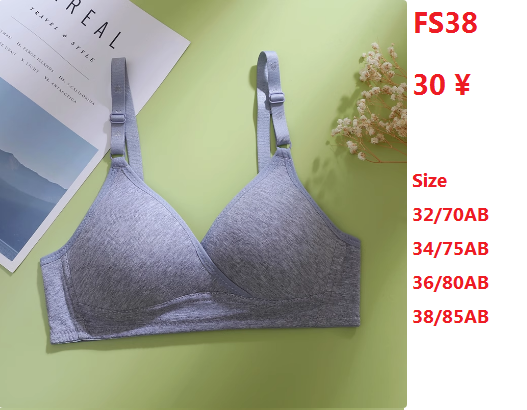 REAL
TRAVEL & STYLE
FS38
30 ¥
Size
32/70AB
34/75AB
36/80AB
38/85AB